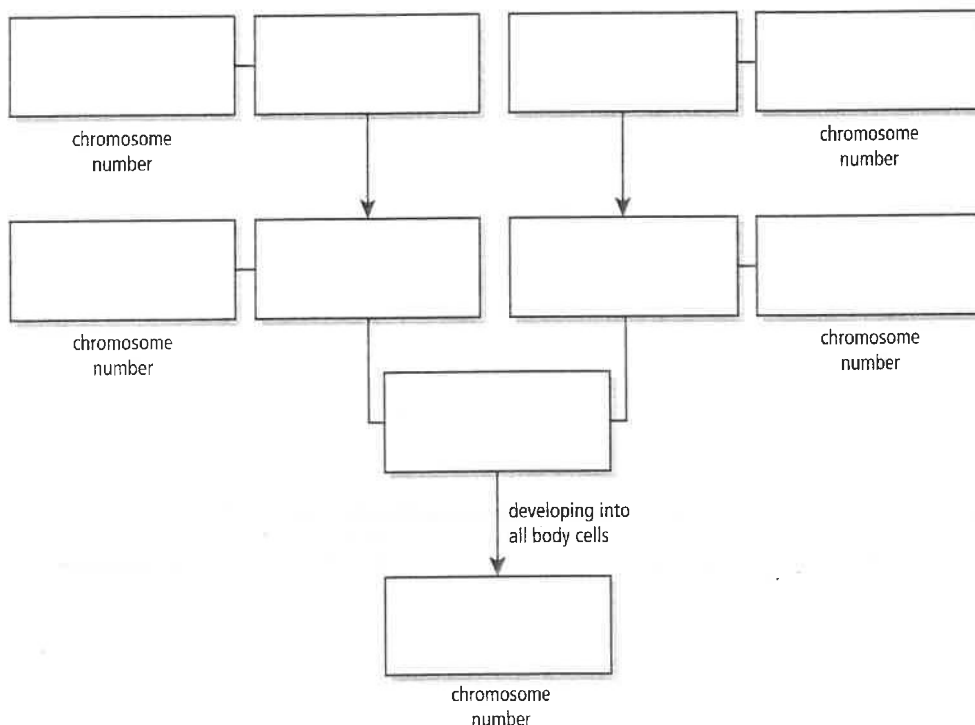 chromosome
number
chromosome
number
chromosome
number
chromosome
number
developing into
all body cells
chromosome
number